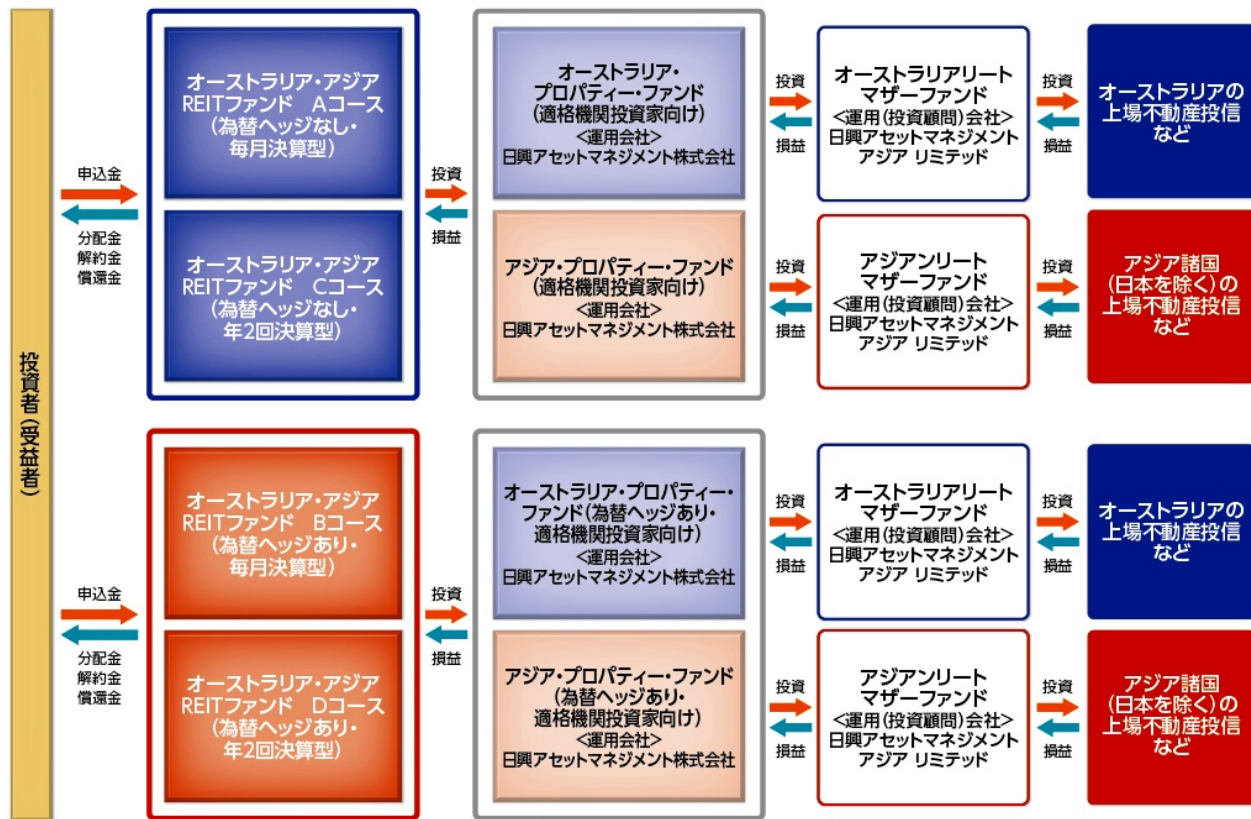 投資者(受益者)
申込金
分配金
解約金
償還金
オーストラリア・アジア
REITファンド Aコース
(為替ヘッジなし・
毎月決算型)
オーストラリア・アジア
REITファンド Cコース
(為替ヘッジなし・
年2回決算型)
投資
損益
オーストラリア・
プロパティー・ファンド
(適格機関投資家向け)
<運用会社>
日興アセットマネジメント株式会社
アジア・プロパティー・ファンド
(適格機関投資家向け)
<運用会社>
日興アセットマネジメント株式会社
投資
損益
投資
損益
オーストラリアリート
マザーファンド
<運用(投資顧問)会社>
日興アセットマネジメント
アジア リミテッド
アジアンリート
マザーファンド
<運用(投資顧問)会社>
日興アセットマネジメント
アジア リミテッド
投資
損益
投資
損益
オーストラリアの
上場不動産投信
など
アジア諸国
(日本を除く)の
上場不動産投信
など
申込金
分配金
解約金
償還金
オーストラリア・アジア
REITファンド Bコース
(為替ヘッジあり・
毎月決算型)
オーストラリア・アジア
REITファンド Dコース
(為替ヘッジあり・
年2回決算型)
投資
損益
オーストラリア・プロパティー・
ファンド(為替ヘッジあり・
適格機関投資家向け)
<運用会社>
日興アセットマネジメント株式会社
アジア・プロパティー・ファンド
(為替ヘッジあり・
適格機関投資家向け)
<運用会社>
日興アセットマネジメント株式会社
投資
損益
投資
損益
オーストラリアリート
マザーファンド
<運用(投資顧問)会社>
日興アセットマネジメント
アジア リミテッド
アジアンリート
マザーファンド
<運用(投資顧問)会社>
日興アセットマネジメント
アジア リミテッド
投資
損益
投資
損益
オーストラリアの
上場不動産投信
など
アジア諸国
(日本を除く)の
上場不動産投信
など